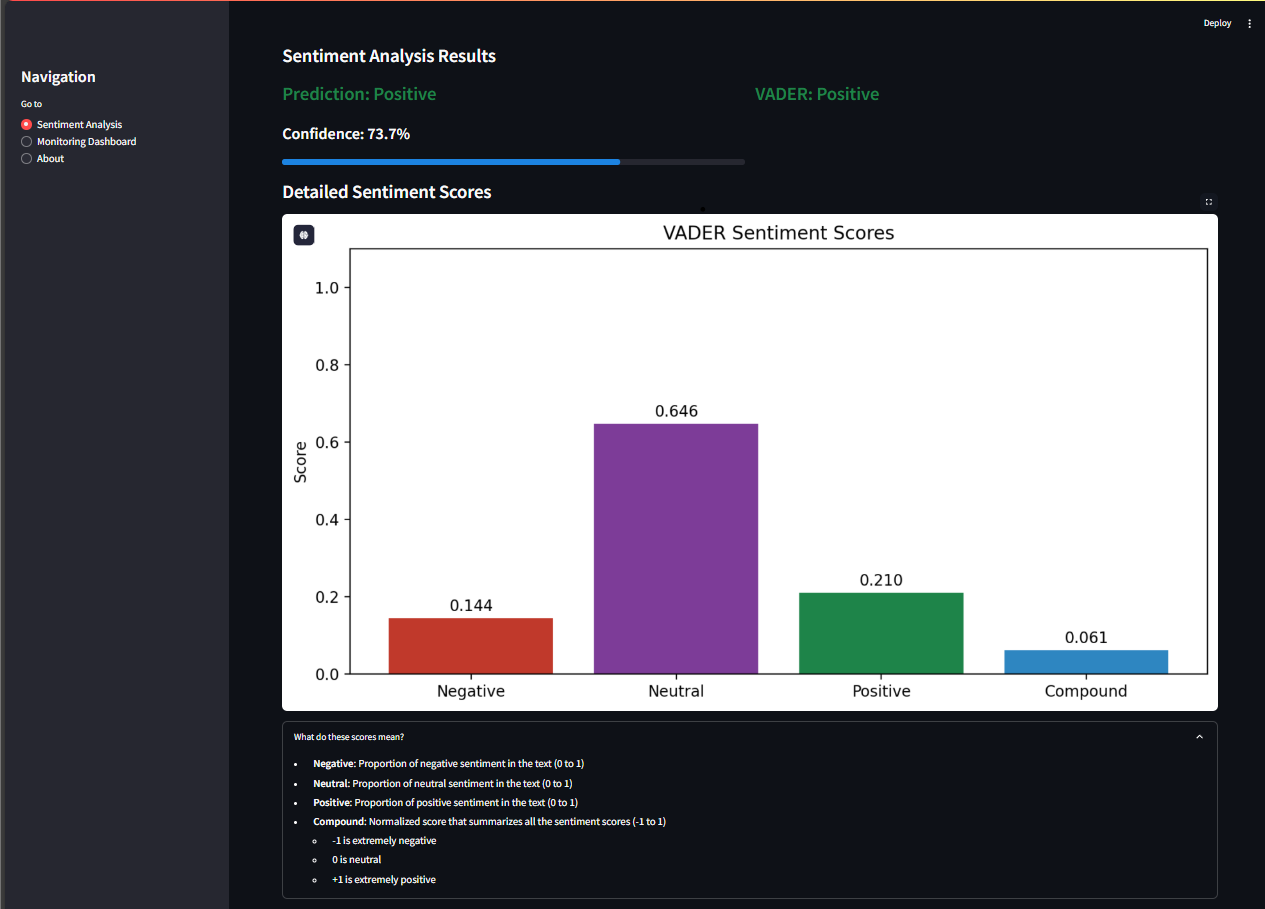 Deploy
Navigation
Go to
Sentiment Analysis
Monitoring Dashboard
About
Sentiment Analysis Results
Prediction: Positive
VADER: Positive
Confidence: 73.7%
Detailed Sentiment Scores
VADER Sentiment Scores
Score
1.0
0.8
0.6
0.4
0.2
0.0
0.144
0.646
0.210
0.061
Negative
Neutral
Positive
Compound
What do these scores mean?
Negative: Proportion of negative sentiment in the text (0 to 1)
Neutral: Proportion of neutral sentiment in the text (0 to 1)
Positive: Proportion of positive sentiment in the text (0 to 1)
Compound: Normalized score that summarizes all the sentiment scores (-1 to 1)
-1 is extremely negative
0 is neutral
+1 is extremely positive